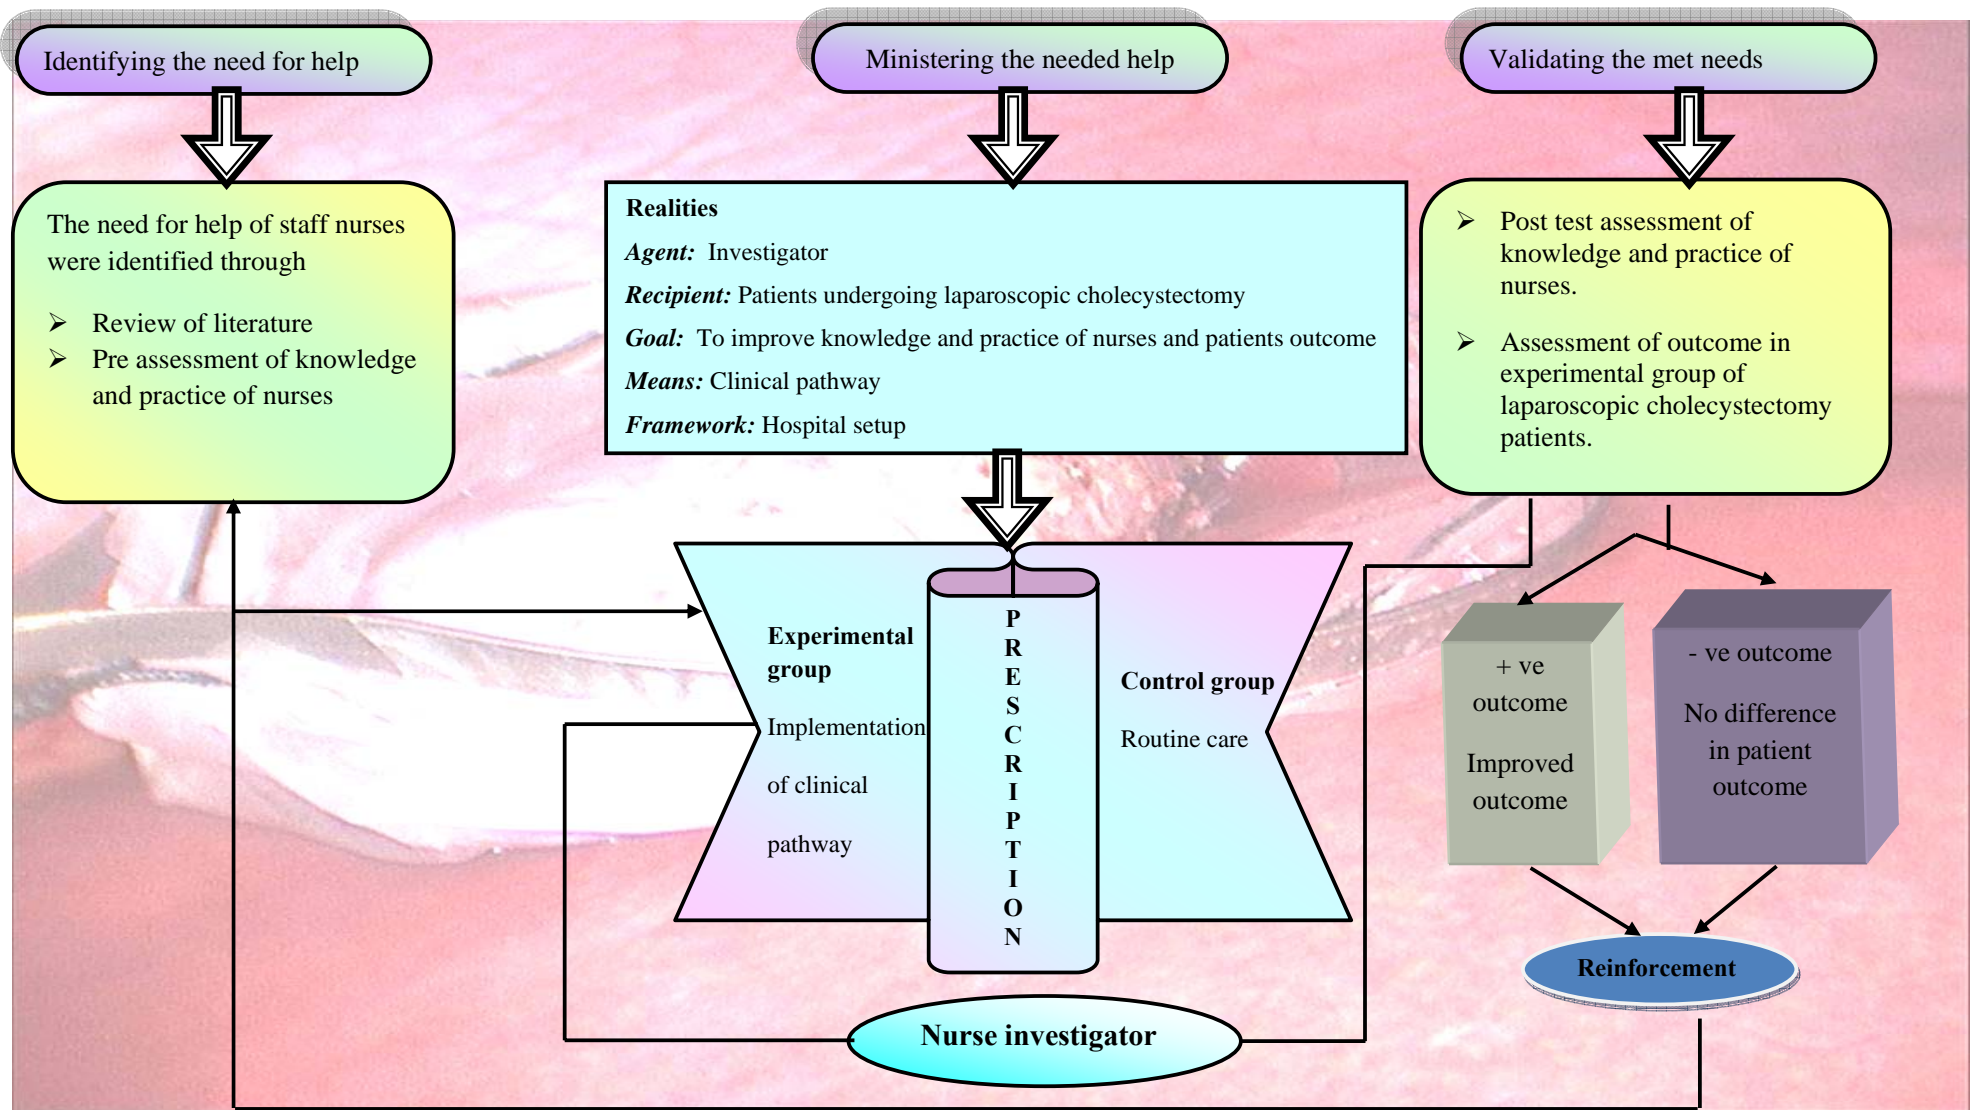 Identifying the need for help
Ministering the needed help
Validating the met needs
The need for help of staff nurses
were identified through
➢ Review of literature
➢ Pre assessment of knowledge
and practice of nurses
Realities
Agent: Investigator
Recipient: Patients undergoing laparoscopic cholecystectomy
Goal: To improve knowledge and practice of nurses and patients outcome
Means: Clinical pathway
Framework: Hospital setup
➢ Post test assessment of
knowledge and practice of
nurses.
➢ Assessment of outcome in
experimental group of
laparoscopic cholecystectomy
patients.
Experimental
group
Implementation
of clinical
pathway
P
R
E
S
C
R
I
P
T
I
O
N
Control group
Routine care
+ ve
outcome
Improved
outcome
- ve outcome
No difference
in patient
outcome
Reinforcement
Nurse investigator